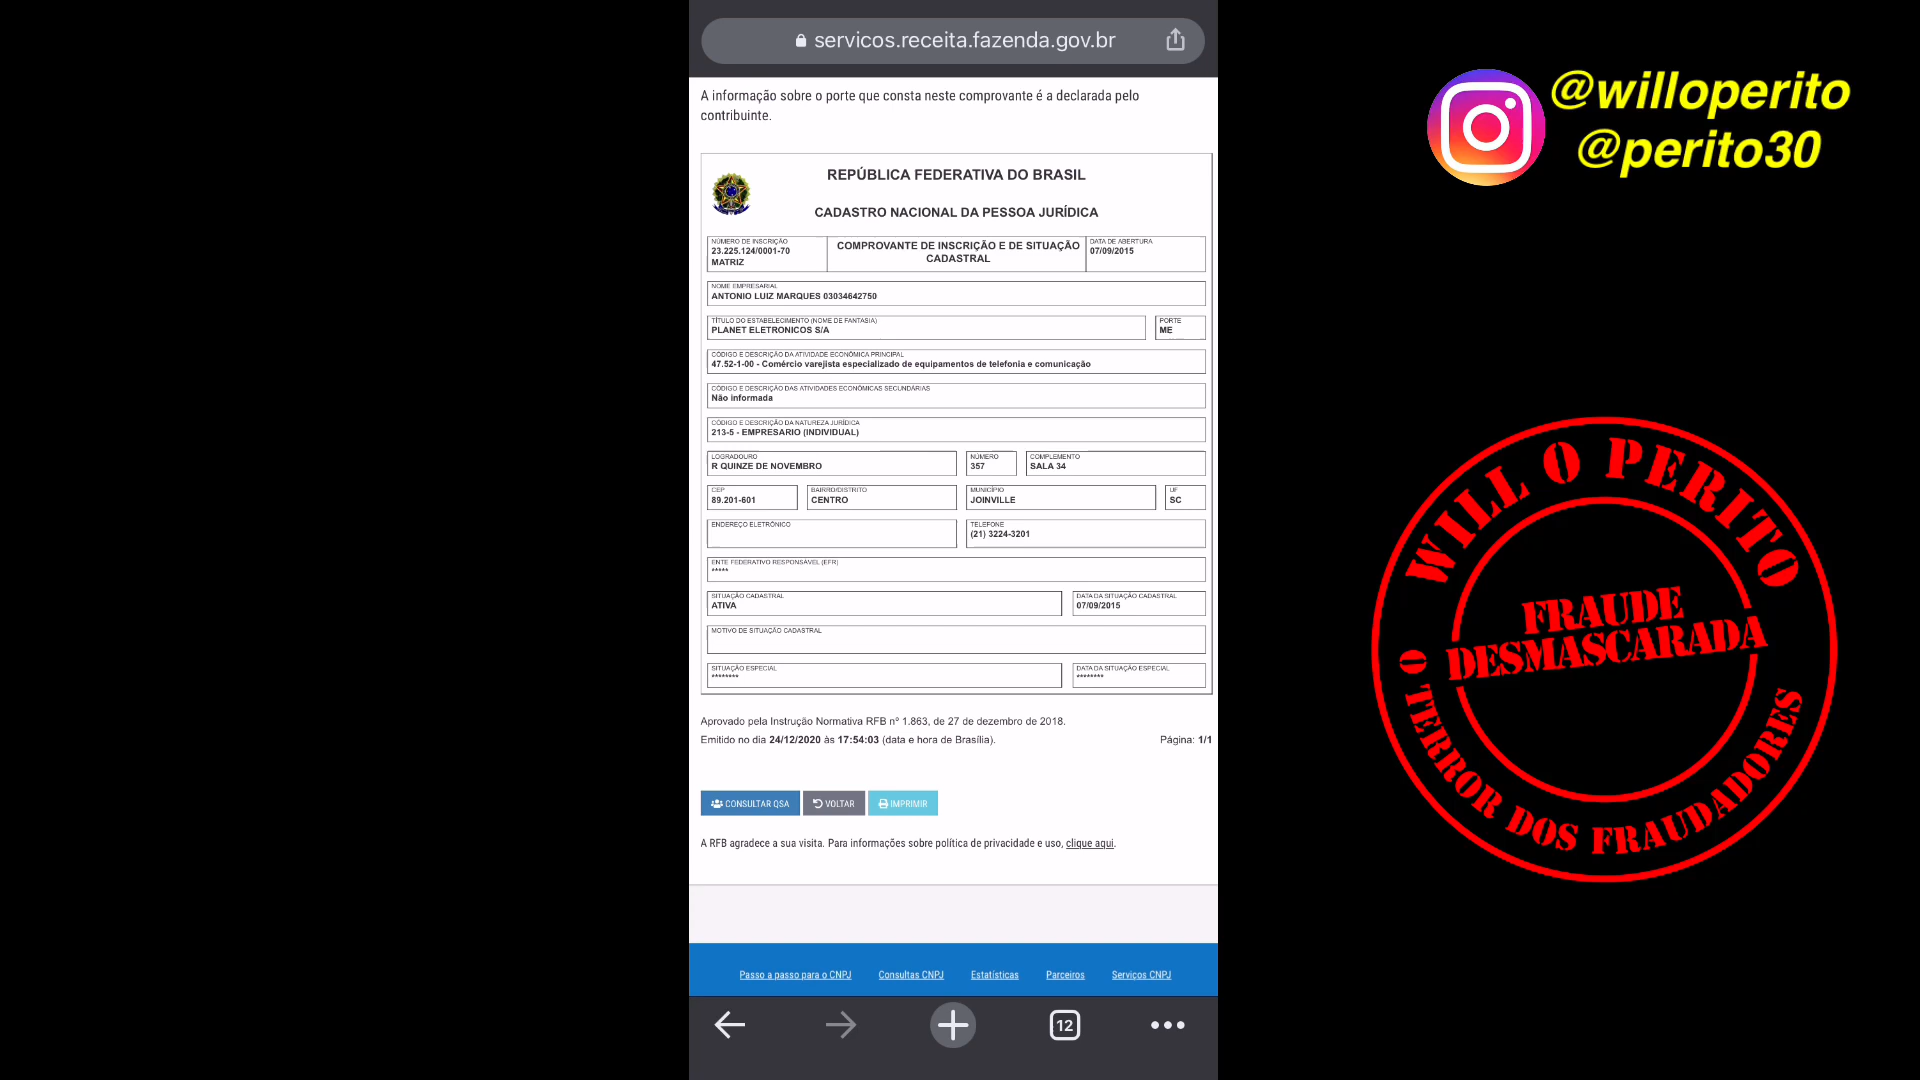 servicos.receita.fazenda.gov.br
A informação sobre o porte que consta neste comprovante é a declarada pelo
contribuinte.
REPÚBLICA FEDERATIVA DO BRASIL
CADASTRO NACIONAL DA PESSOA JURÍDICA
NÚMERO DE INSCRIÇÃO
23.225.124/0001-70
MATRIZ
COMPROVANTE DE INSCRIÇÃO E DE SITUAÇÃO
CADASTRAL
DATA DE ABERTURA
07/09/2015
NOME EMPRESARIAL
ANTONIO LUIZ MARQUES 03034642750
TÍTULO DO ESTABELECIMENTO (NOME DE FANTASIA)
PLANET ELETRONICOS S/A
PORTE
ME
CÓDIGO E DESCRIÇÃO DA ATIVIDADE ECONÔMICA PRINCIPAL
47.52-1-00 - Comércio varejista especializado de equipamentos de telefonia e comunicação
CÓDIGO E DESCRIÇÃO DAS ATIVIDADES ECONÔMICAS SECUNDÁRIAS
Não informada
CÓDIGO E DESCRIÇÃO DA NATUREZA JURÍDICA
213-5 - EMPRESARIO (INDIVIDUAL)
LOGRADOURO
R QUINZE DE NOVEMBRO
NÚMERO
357
COMPLEMENTO
SALA 34
CEP
89.201-601
BAIRRO/DISTRITO
CENTRO
MUNICÍPIO
JOINVILLE
UF
SC
ENDEREÇO ELETRÔNICO
TELEFONE
(21) 3224-3201
ENTE FEDERATIVO RESPONSÁVEL (EFR)
*****
SITUAÇÃO CADASTRAL
ATIVA
DATA DA SITUAÇÃO CADASTRAL
07/09/2015
MOTIVO DE SITUAÇÃO CADASTRAL
SITUAÇÃO ESPECIAL
********
DATA DA SITUAÇÃO ESPECIAL
********
Aprovado pela Instrução Normativa RFB nº 1.863, de 27 de dezembro de 2018.
Emitido no dia 24/12/2020 às 17:54:03 (data e hora de Brasília).
Página: 1/1
CONSULTAR QSA
VOLTAR
IMPRIMIR
A RFB agradece a sua visita. Para informações sobre política de privacidade e uso, clique aqui.
Passo a passo para o CNPJ
Consultas CNPJ
Estatísticas
Parceiros
Serviços CNPJ
12
@willoperito
@perito30
WILL O PERITO
FRAUDE
DESMASCARADA
O TERROR DOS FRAUDADORES